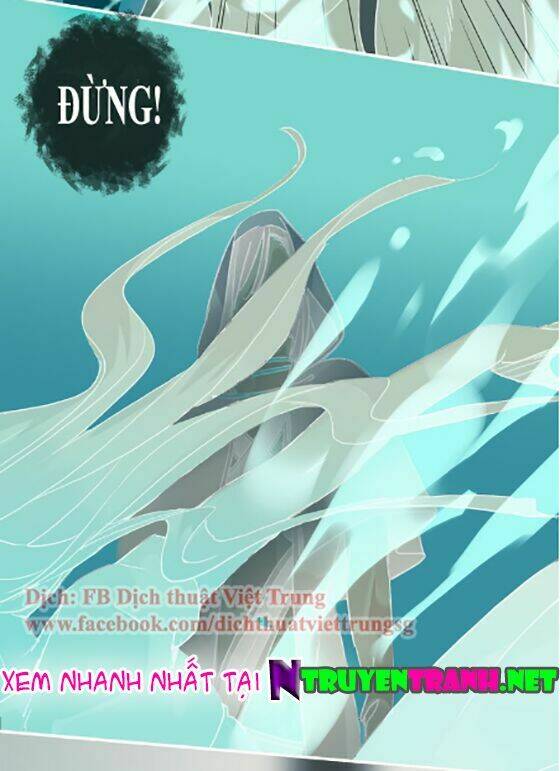 ĐỪNG!
Dịch: FB Dịch thuật Việt Trung
www.facebook.com/dichthuatviettrungsg
XEM NHANH NHẤT TẠI NTRUYENTRANH.NET